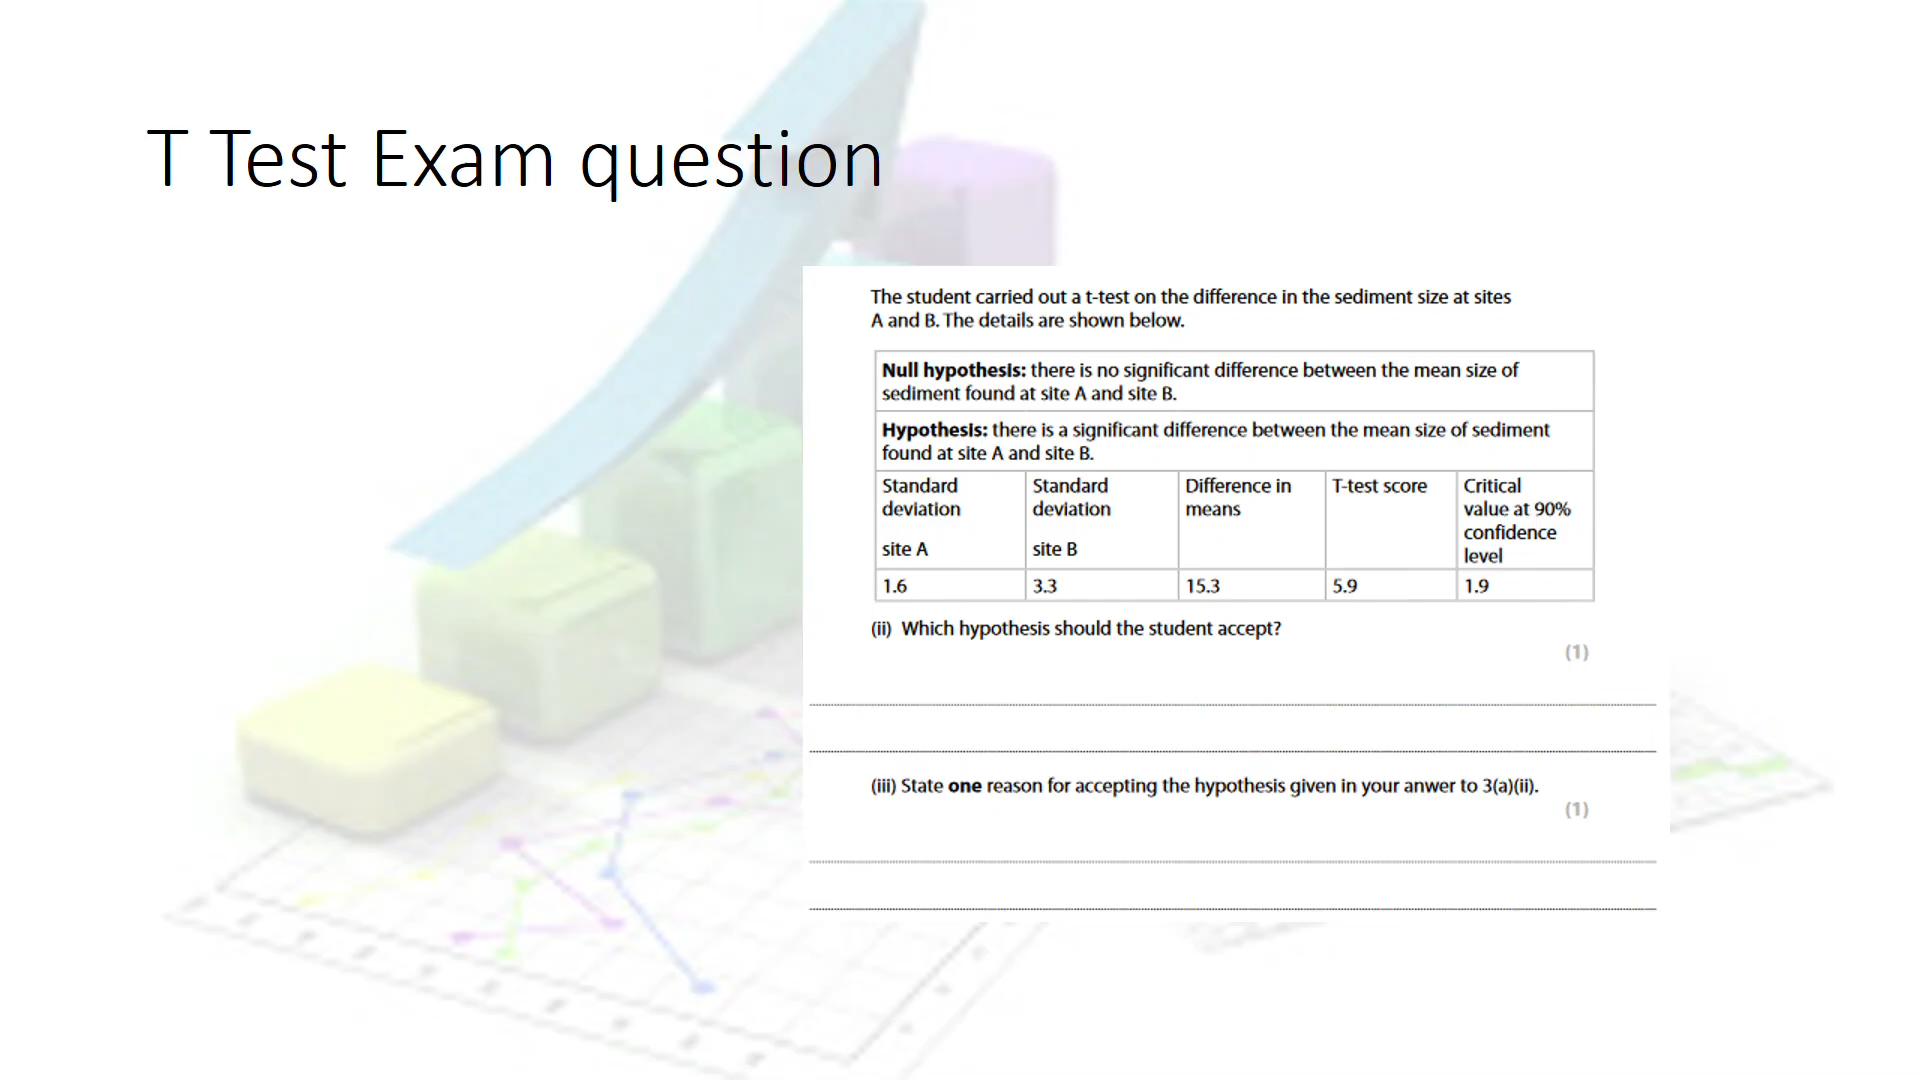 T Test Exam question
The student carried out a t-test on the difference in the sediment size at sites
A and B. The details are shown below.
Null hypothesis: there is no significant difference between the mean size of
sediment found at site A and site B.
Hypothesis: there is a significant difference between the mean size of sediment
found at site A and site B.
Standard
deviation
site A
Standard
deviation
site B
Difference in
means
T-test score
Critical
value at 90%
confidence
level
1.6
3.3
15.3
5.9
1.9
(ii) Which hypothesis should the student accept?
(1)
(iii) State one reason for accepting the hypothesis given in your anwer to 3(a)(ii).
(1)